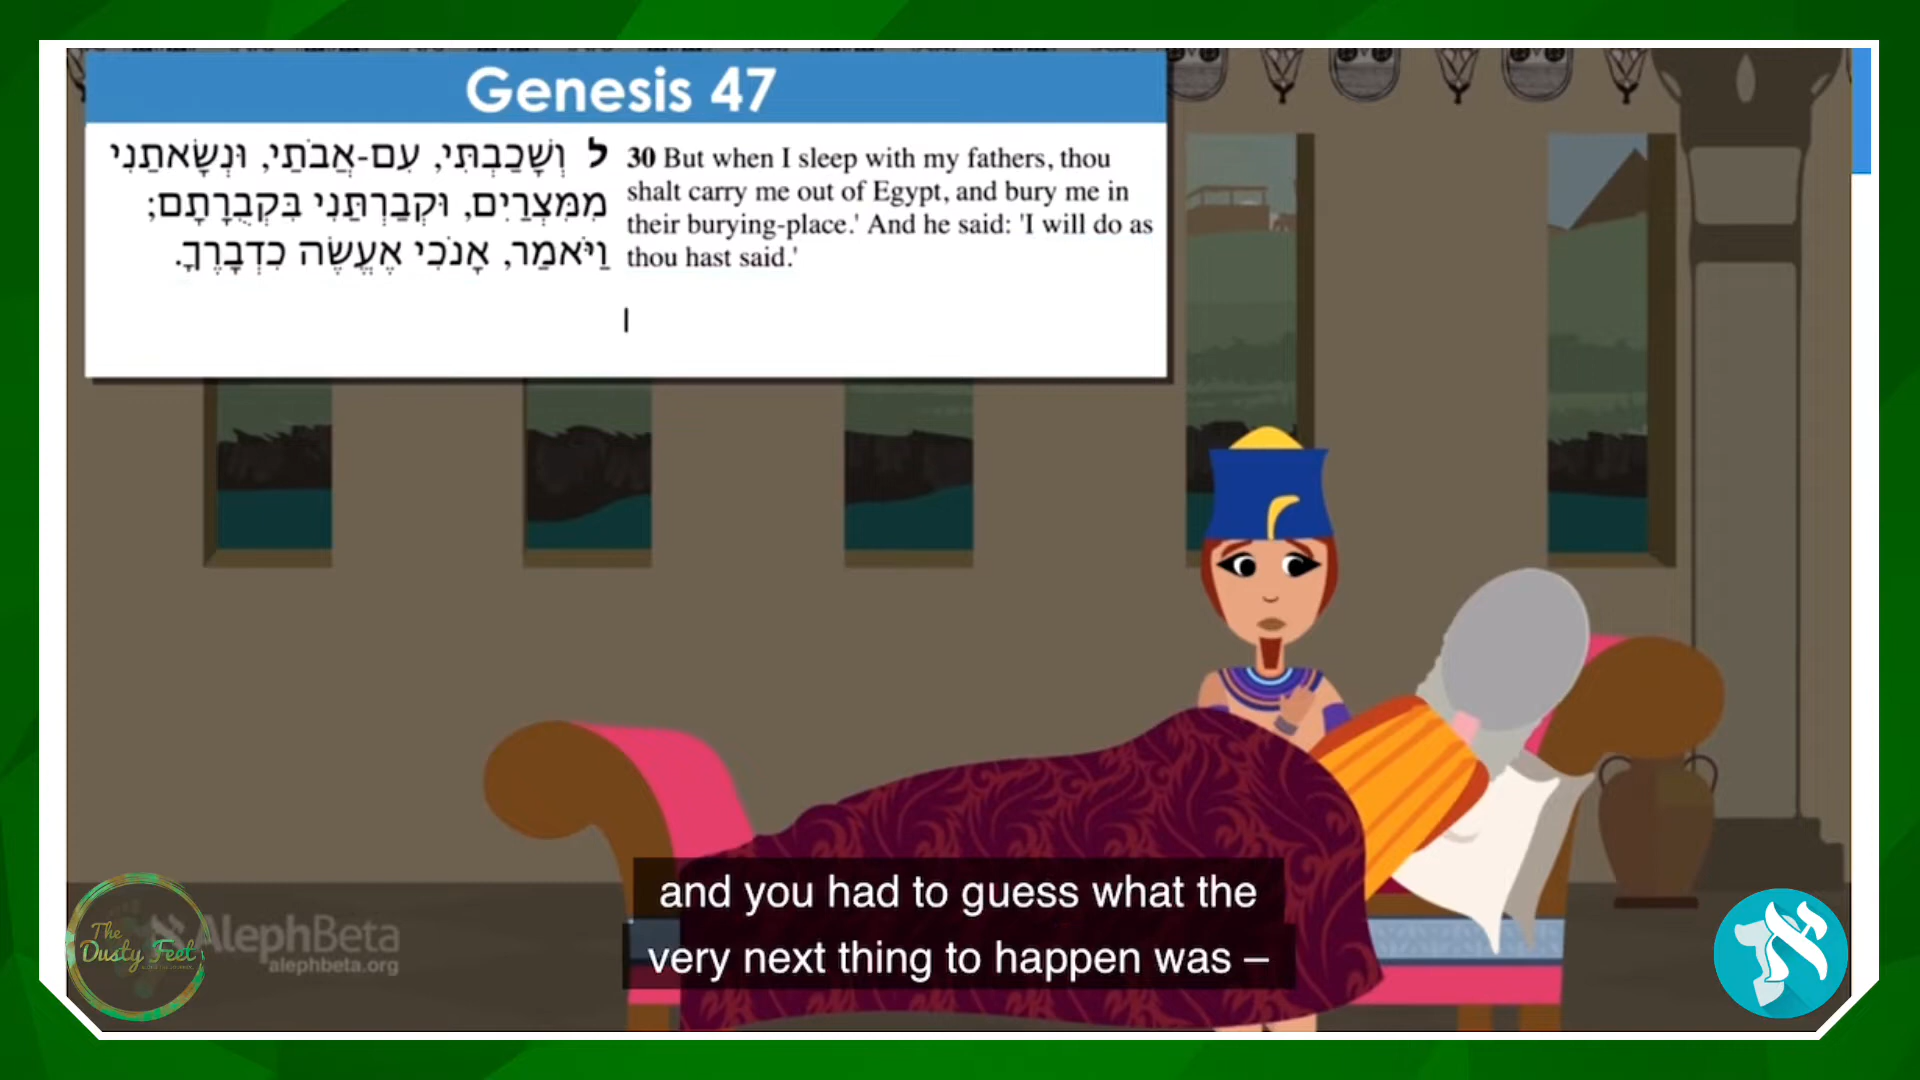 Genesis 47
ל וְשָׁכַבְתִּי, עִם-אֲבֹתַי, וּנְשָׂאתַנִי
מִמִּצְרַיִם, וּקְבַרְתַּנִי בִּקְבֻרָתָם;
וַיֹּאמַר, אָנֹכִי אֶעֱשֶׂה כִדְבָרֶךָ.
30 But when I sleep with my fathers, thou
shalt carry me out of Egypt, and bury me in
their burying-place.' And he said: 'I will do as
thou hast said.'
and you had to guess what the
very next thing to happen was –
The
Dusty Feet
AlephBeta
alephbeta.org
א